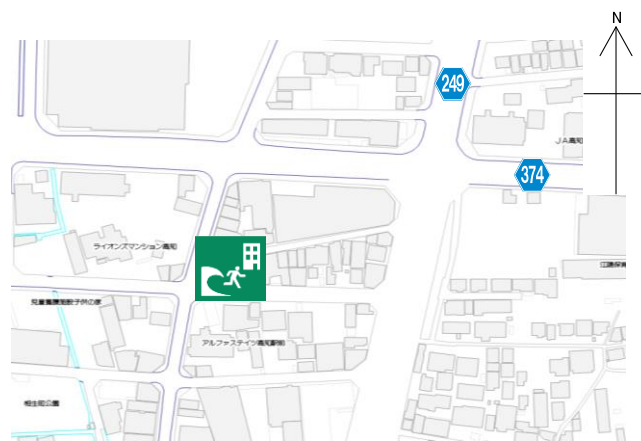 N
249
JA高知
374
ライオンズマンション高知
児童養護施設子供の家
アルファステイツ高知駅前
相生町公園